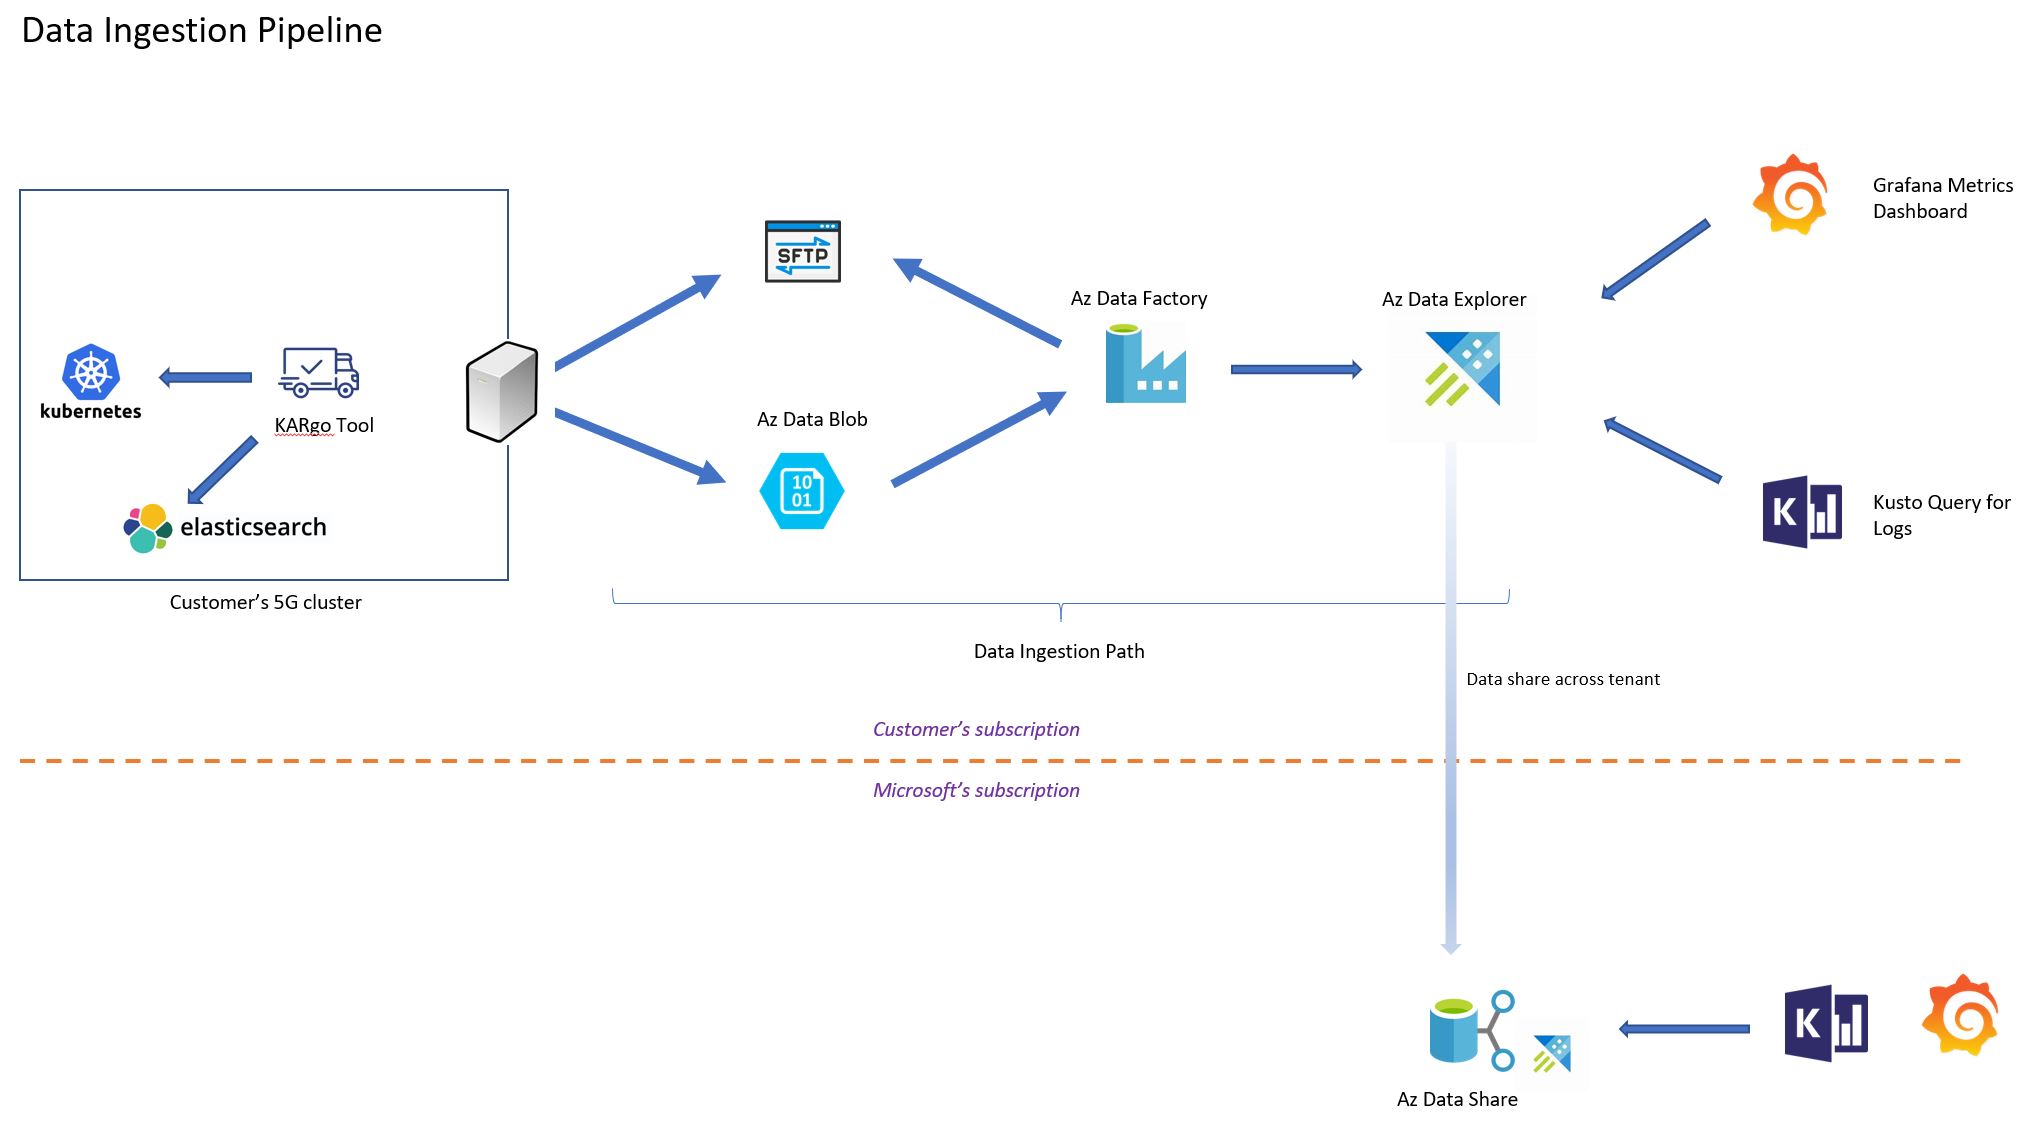 Data Ingestion Pipeline
Grafana Metrics
Dashboard
SFTP
Az Data Factory
Az Data Explorer
kubernetes
KARgo Tool
Az Data Blob
10
01
elasticsearch
K
Kusto Query for
Logs
Customer's 5G cluster
Data Ingestion Path
Data share across tenant
Customer's subscription
Microsoft's subscription
K
Az Data Share